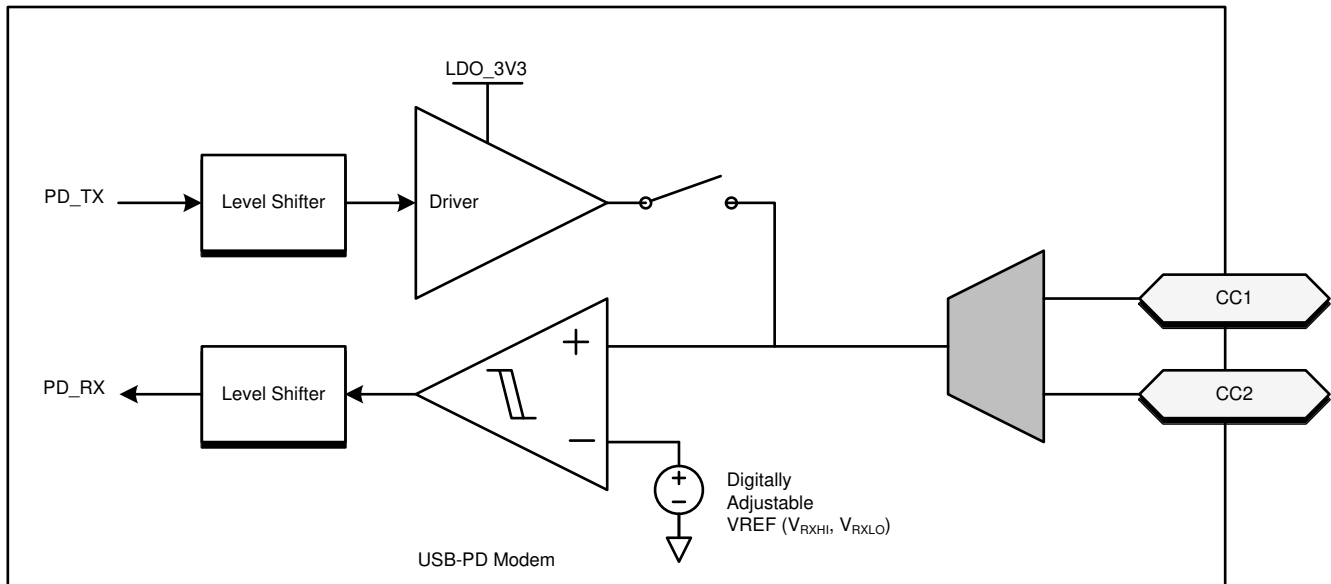 LDO_3V3
PD_TX
Level Shifter
Driver
CC1
CC2
PD_RX
Level Shifter
+
−
+
−
Digitally
Adjustable
VREF (VRXHI, VRXLO)
USB-PD Modem